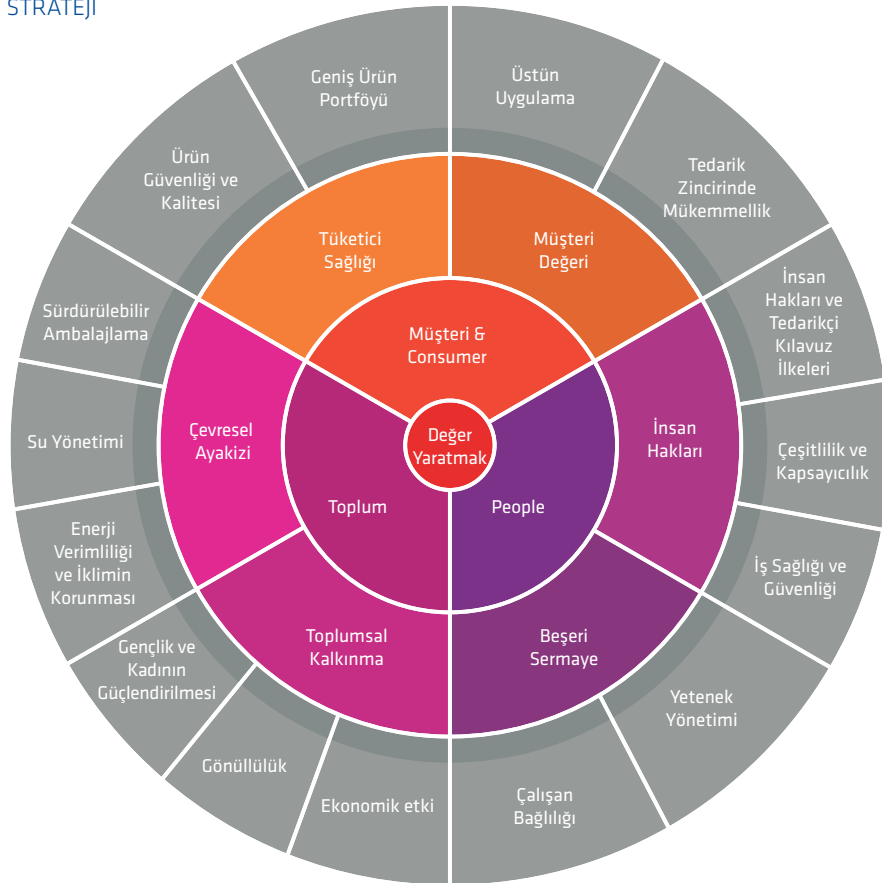 STRATEJİ
Geniş Ürün
Portföyü
Üstün
Uygulama
Ürün
Güvenliği ve
Kalitesi
Tedarik
Zincirinde
Mükemmellik
Tüketici
Sağlığı
Müşteri
Değeri
Sürdürülebilir
Ambalajlama
İnsan
Hakları ve
Tedarikçi
Kılavuz
İlkeleri
Müşteri &
Consumer
Su Yönetimi
Çevresel
Ayakizi
Değer
Yaratmak
İnsan
Hakları
Çeşitlilik ve
Kapsayıcılık
Toplum
People
Enerji
Verimliliği
ve İklimin
Korunması
İş Sağlığı ve
Güvenliği
Gençlik ve
Kadının
Güçlendirilmesi
Toplumsal
Kalkınma
Beşeri
Sermaye
Yetenek
Yönetimi
Gönüllülük
Ekonomik etki
Çalışan
Bağlılığı